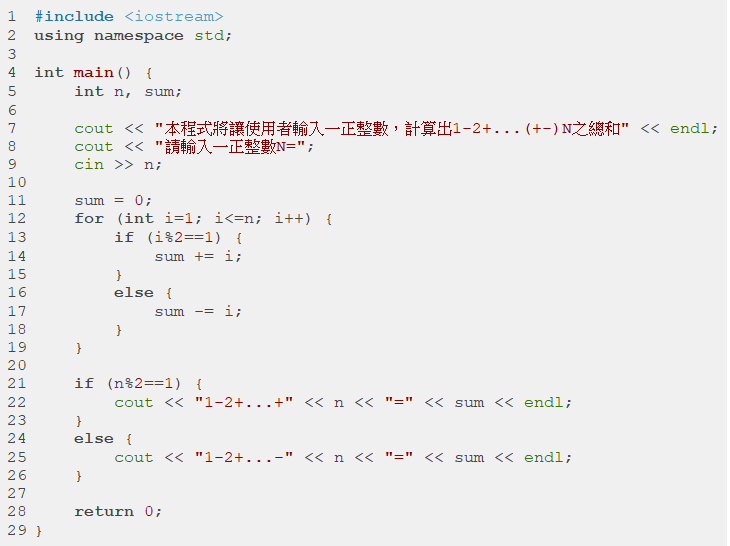 1 #include <iostream>
2 using namespace std;
3
4 int main() {
5     int n, sum;
6
7     cout << "本程式將讓使用者輸入一正整數，計算出1-2+...(+-)N之總和" << endl;
8     cout << "請輸入一正整數N=";
9     cin >> n;
10
11     sum = 0;
12     for (int i=1; i<=n; i++) {
13         if (i%2==1) {
14             sum += i;
15         }
16         else {
17             sum -= i;
18         }
19     }
20
21     if (n%2==1) {
22         cout << "1-2+...+" << n << "=" << sum << endl;
23     }
24     else {
25         cout << "1-2+...-" << n << "=" << sum << endl;
26     }
27
28     return 0;
29 }